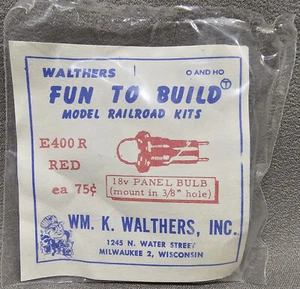 WALTHERS O AND HO
FUN TO BUILD T
MODEL RAILROAD KITS
E400R
RED
ea 75¢
18v PANEL BULB
(mount in 3/8" hole)
WM. K. WALTHERS, INC.
1245 N. WATER STREET
MILWAUKEE 2, WISCONSIN